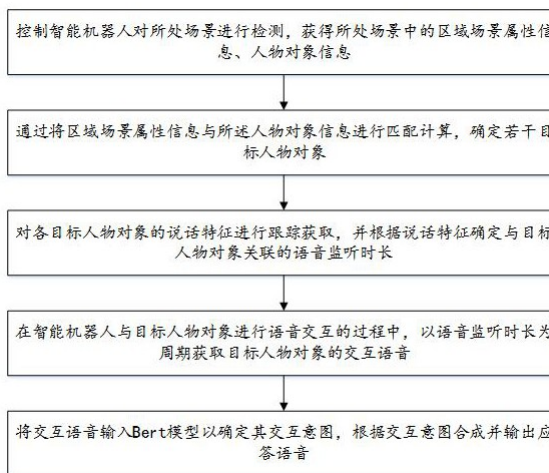 控制智能机器人对所处场景进行检测，获得所处场景中的区域场景属性信
息、人物对象信息
通过将区域场景属性信息与所述人物对象信息进行匹配计算，确定若干目
标人物对象
对各目标人物对象的说话特征进行跟踪获取，并根据说话特征确定与目标
人物对象关联的语音监听时长
在智能机器人与目标人物对象进行语音交互的过程中，以语音监听时长为
周期获取目标人物对象的交互语音
将交互语音输入Bert模型以确定其交互意图，根据交互意图合成并输出应
答语音